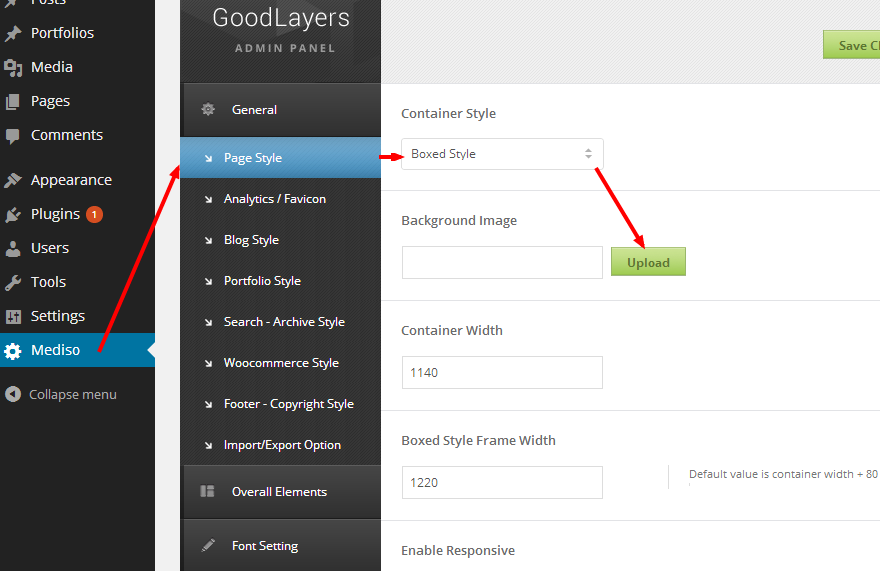 Posts
Portfolios
Media
Pages
Comments
Appearance
Plugins 1
Users
Tools
Settings
Mediso
Collapse menu
GoodLayers
ADMIN PANEL
General
Page Style
Analytics / Favicon
Blog Style
Portfolio Style
Search - Archive Style
Woocommerce Style
Footer - Copyright Style
Import/Export Option
Overall Elements
Font Setting
Save C
Container Style
Boxed Style
Background Image
Upload
Container Width
1140
Boxed Style Frame Width
1220
Default value is container width + 80
Enable Responsive